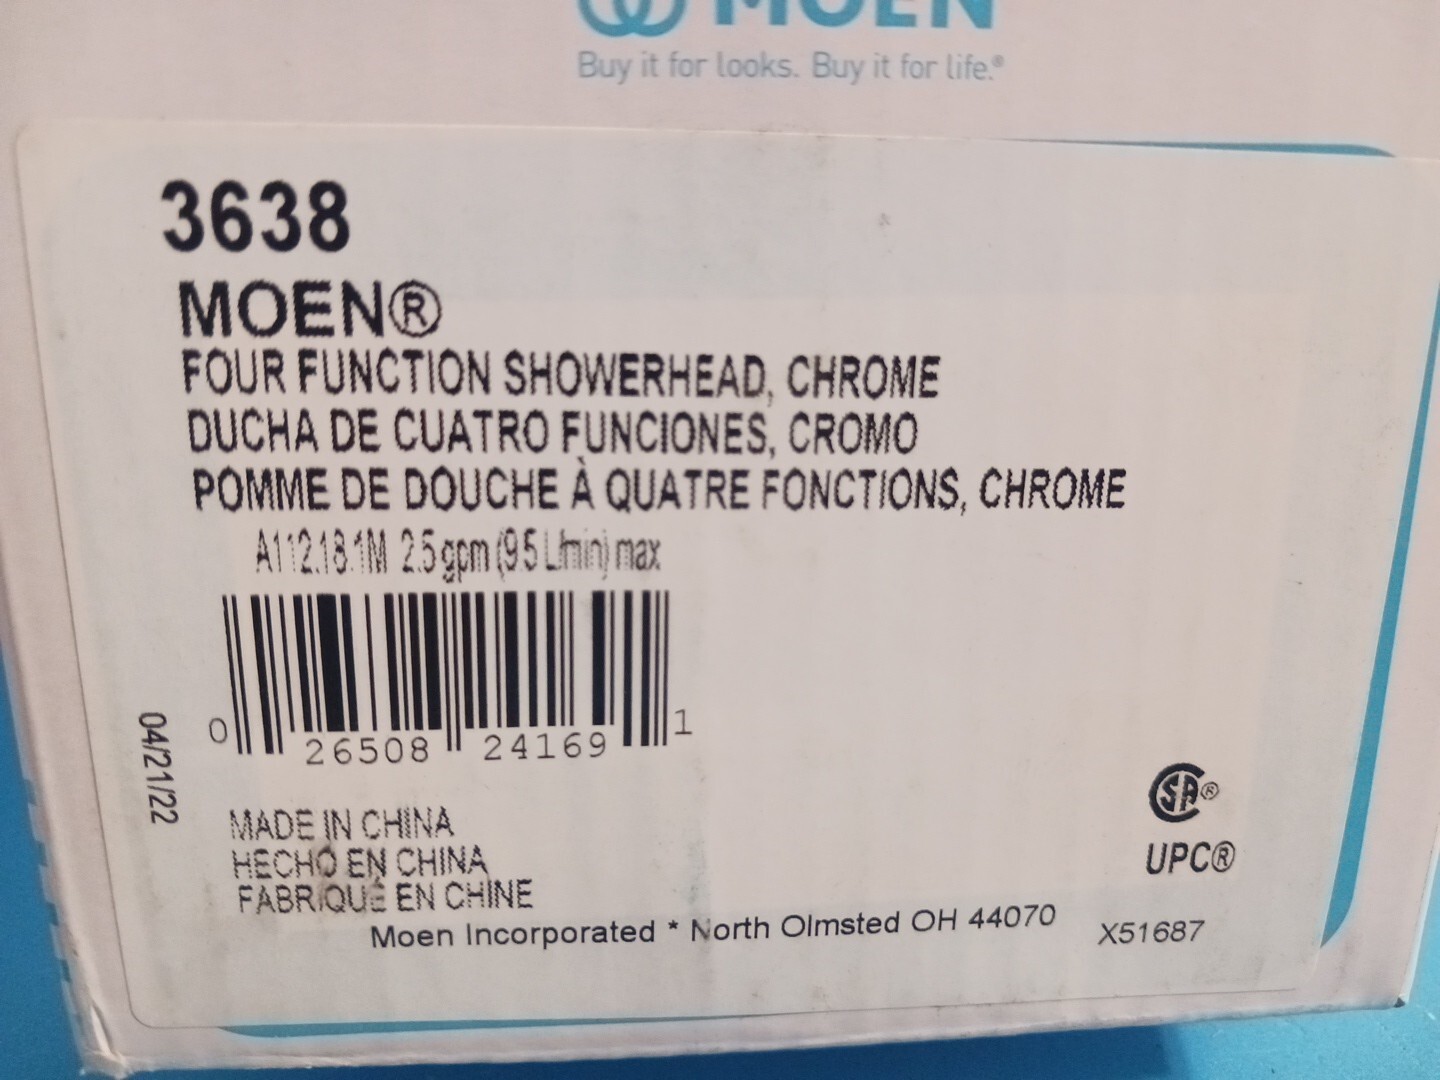 MOEN
Buy it for looks. Buy it for life.®
3638
MOEN®
FOUR FUNCTION SHOWERHEAD, CHROME
DUCHA DE CUATRO FUNCIONES, CROMO
POMME DE DOUCHE À QUATRE FONCTIONS, CHROME
A112.18.1M 2.5 gpm (9.5 L/min) max
0 26508 24169 1
04/21/22
MADE IN CHINA
HECHO EN CHINA
FABRIQUÉ EN CHINE
Moen Incorporated * North Olmsted OH 44070
SA®
UPC®
X51687